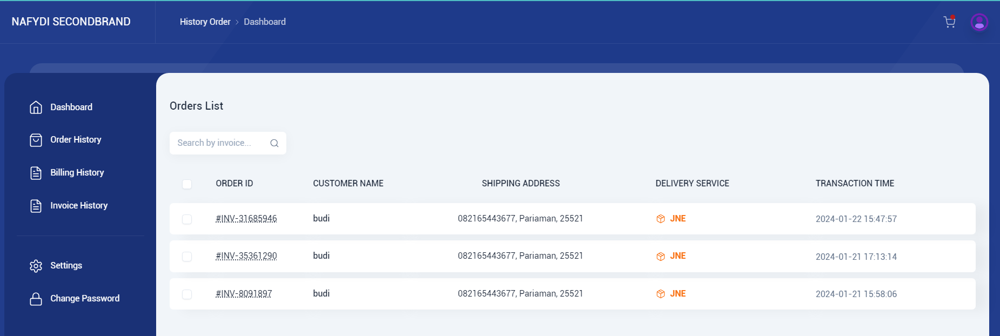 NAFYDI SECONDBRAND
History Order > Dashboard
Dashboard
Order History
Billing History
Invoice History
Settings
Change Password
Orders List
Search by invoice...
ORDER ID CUSTOMER NAME SHIPPING ADDRESS DELIVERY SERVICE TRANSACTION TIME
#INV-31685946 budi 082165443677, Pariaman, 25521 JNE 2024-01-22 15:47:57
#INV-35361290 budi 082165443677, Pariaman, 25521 JNE 2024-01-21 17:13:14
#INV-8091897 budi 082165443677, Pariaman, 25521 JNE 2024-01-21 15:58:06